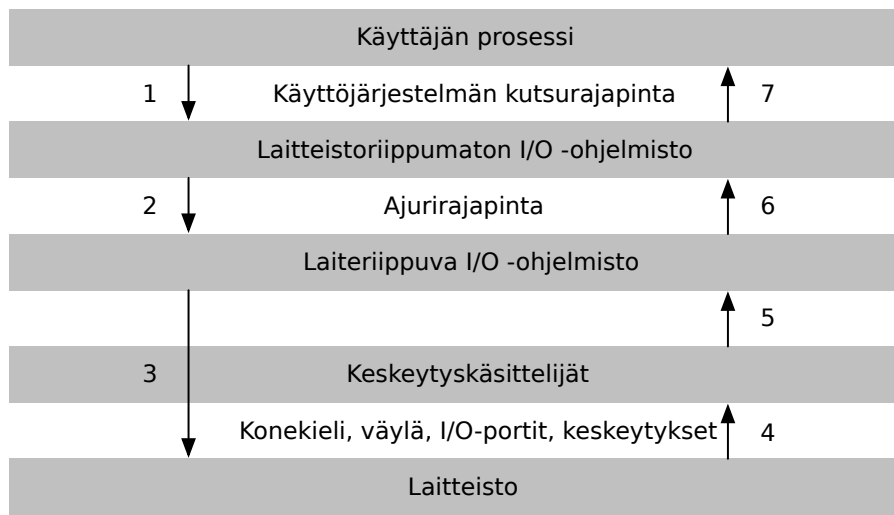 Käyttäjän prosessi
1 Käyttöjärjestelmän kutsurajapinta 7
Laitteistoriippumaton I/O -ohjelmisto
2 Ajurirajapinta 6
Laiteriippuva I/O -ohjelmisto
5
3 Keskeytyskäsittelijät
Konekieli, väylä, I/O-portit, keskeytykset 4
Laitteisto